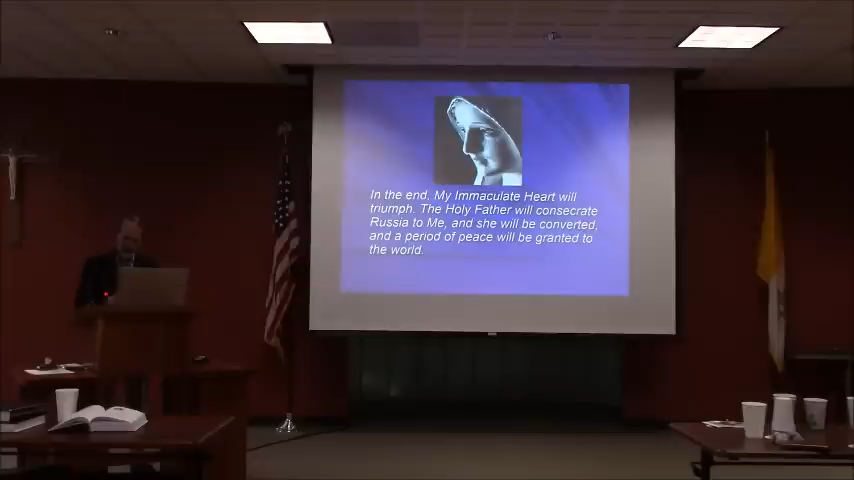 In the end, My Immaculate Heart will
triumph. The Holy Father will consecrate
Russia to Me, and she will be converted,
and a period of peace will be granted to
the world.